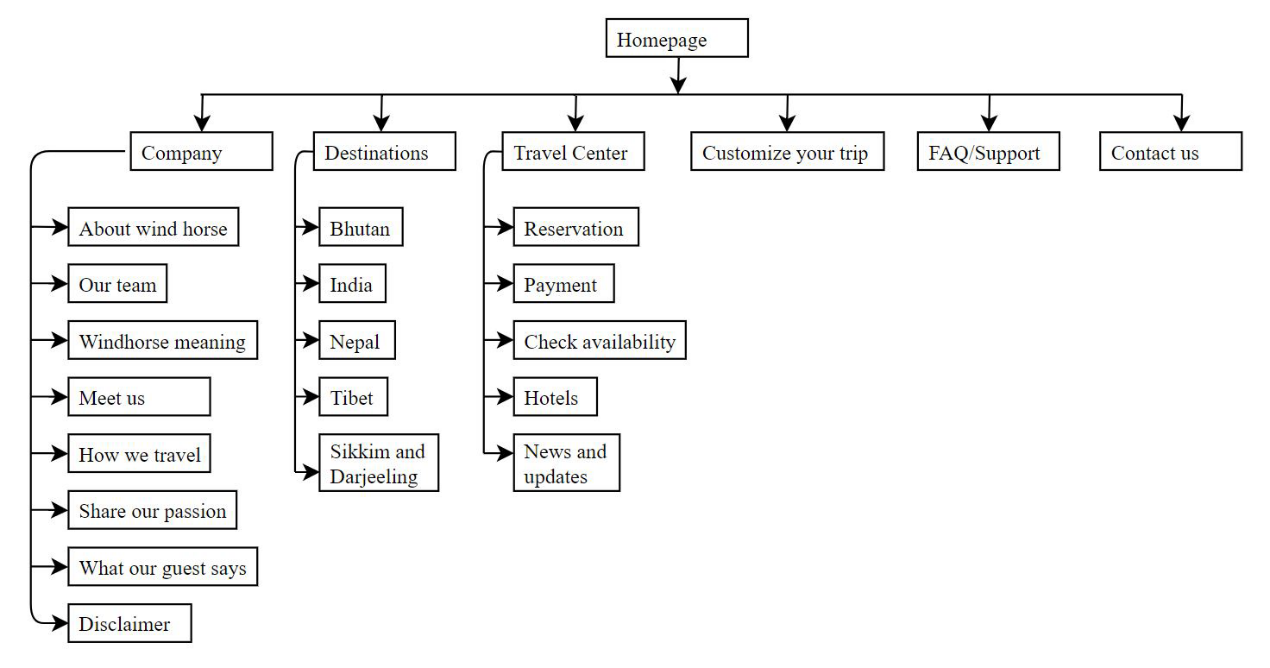 Homepage
Company
Destinations
Travel Center
Customize your trip
FAQ/Support
Contact us
About wind horse
Our team
Windhorse meaning
Meet us
How we travel
Share our passion
What our guest says
Disclaimer
Bhutan
India
Nepal
Tibet
Sikkim and
Darjeeling
Reservation
Payment
Check availability
Hotels
News and
updates